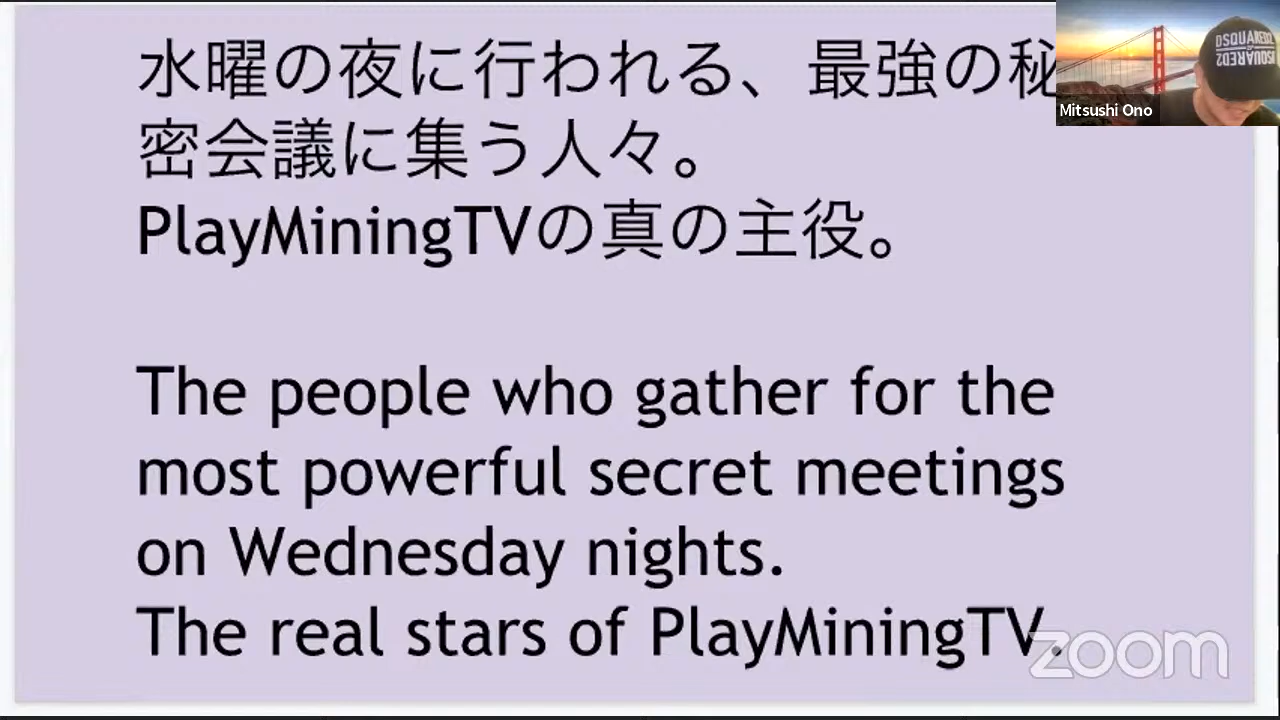 水曜の夜に行われる、最強の秘
密会議に集う人々。
PlayMiningTVの真の主役。
The people who gather for the
most powerful secret meetings
on Wednesday nights.
The real stars of PlayMiningTV.
DSQUARED2
DSQUARED2
Mitsushi Ono
zoom